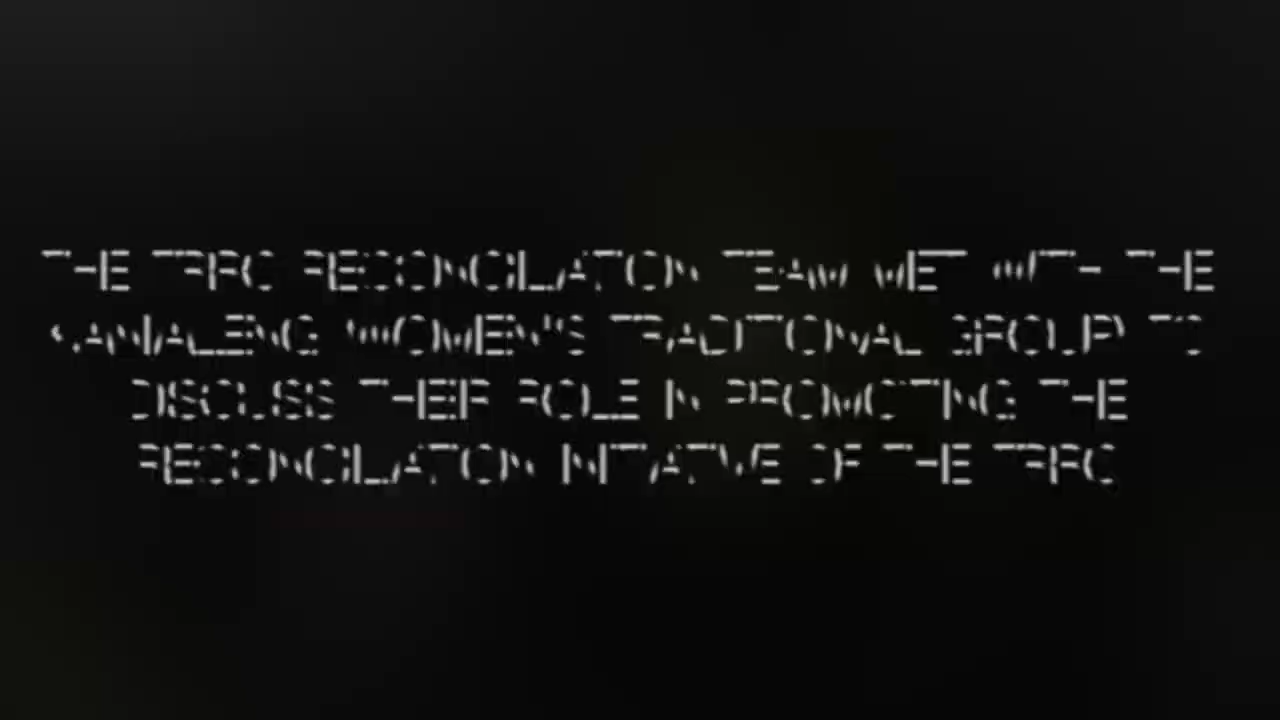 THE TRRC RECONCILIATION TEAM MET WITH THE
WOMEN'S TRADITIONAL GROUP TO
DISCUSS THEIR ROLE IN PROMOTING THE
RECONCILIATION INITIATIVE OF THE TRRC